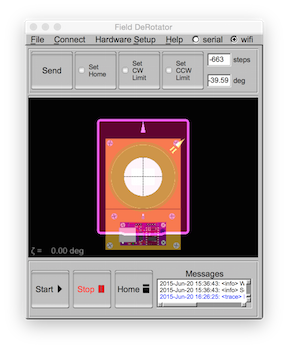 Field DeRotator
File Connect Hardware Setup Help serial wifi
Send
Set Home
Set CW Limit
Set CCW Limit
-663 steps
-39.59 deg
ζ = 0.00 deg
Start
Stop
Home
Messages
2015-Jun-20 15:36:43: <info> W
2015-Jun-20 15:36:43: <info> S
2015-Jun-20 16:26:25: <trace>